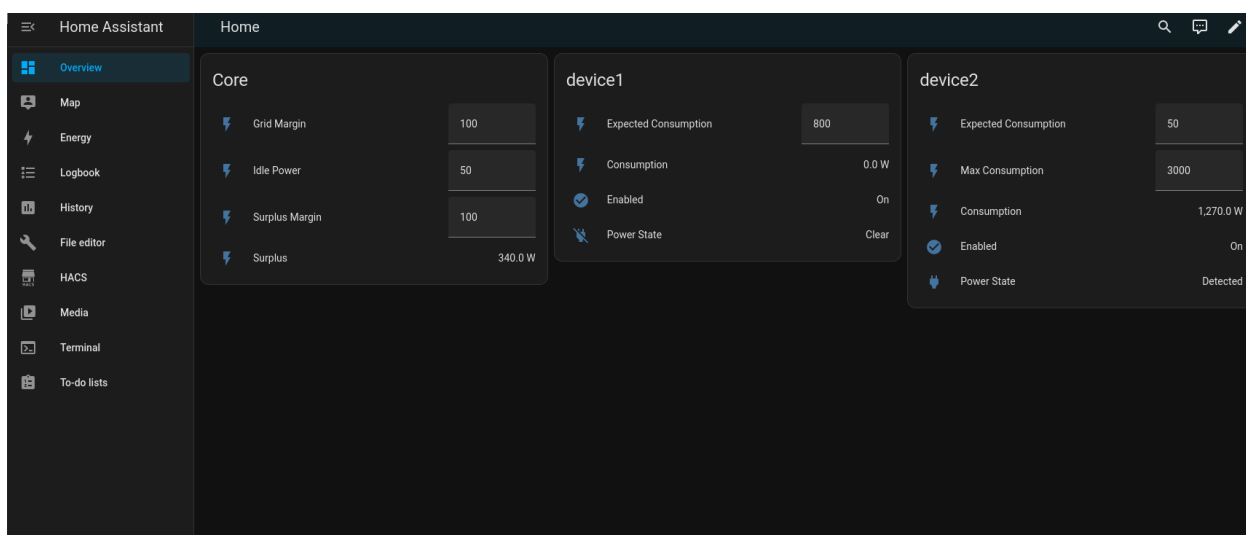 Home Assistant
Home
Overview
Map
Energy
Logbook
History
File editor
HACS
HACS
Media
Terminal
To-do lists
Core
Grid Margin 100
Idle Power 50
Surplus Margin 100
Surplus 340.0 W
device1
Expected Consumption 800
Consumption 0.0 W
Enabled On
Power State Clear
device2
Expected Consumption 50
Max Consumption 3000
Consumption 1,270.0 W
Enabled On
Power State Detected